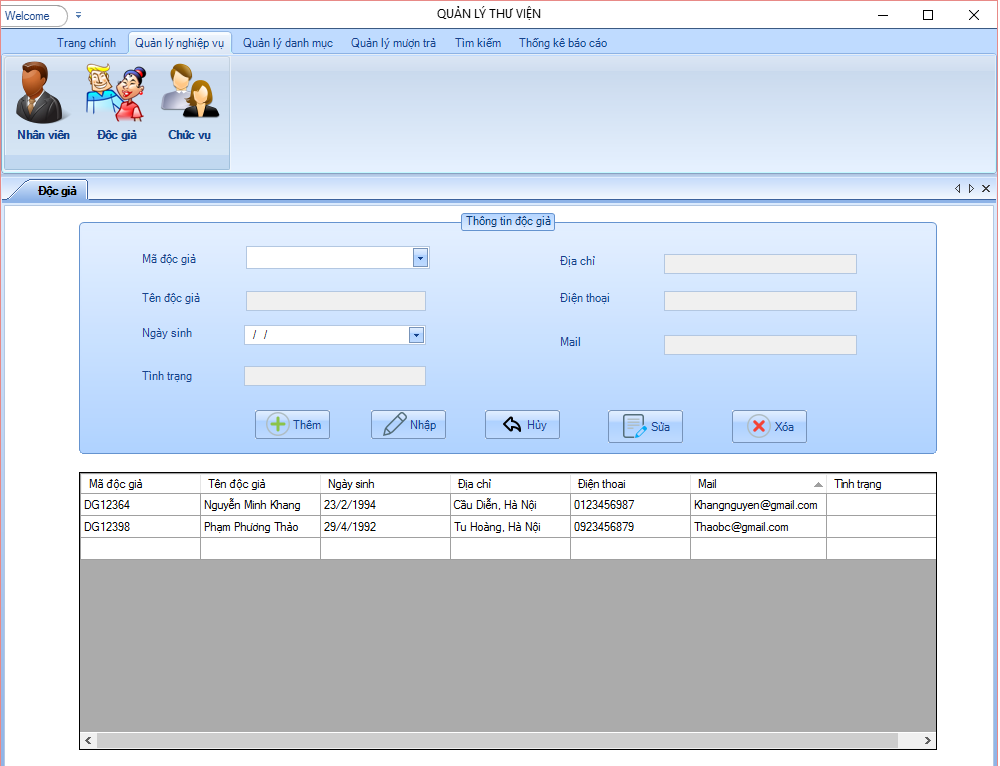 Welcome
QUẢN LÝ THƯ VIỆN
Trang chính Quản lý nghiệp vụ Quản lý danh mục Quản lý mượn trả Tìm kiếm Thống kê báo cáo
Nhân viên Độc giả Chức vụ
Độc giả
Thông tin độc giả
Mã độc giả
Địa chỉ
Tên độc giả
Điện thoại
Ngày sinh / /
Mail
Tình trạng
Thêm Nhập Hủy Sửa Xóa
Mã độc giả Tên độc giả Ngày sinh Địa chỉ Điện thoai Mail Tình trạng
DG12364 Nguyễn Minh Khang 23/2/1994 Cầu Diễn, Hà Nội 0123456987 Khangnguyen@gmail.com
DG12398 Phạm Phương Thảo 29/4/1992 Tu Hoàng, Hà Nội 0923456879 Thaobc@gmail.com